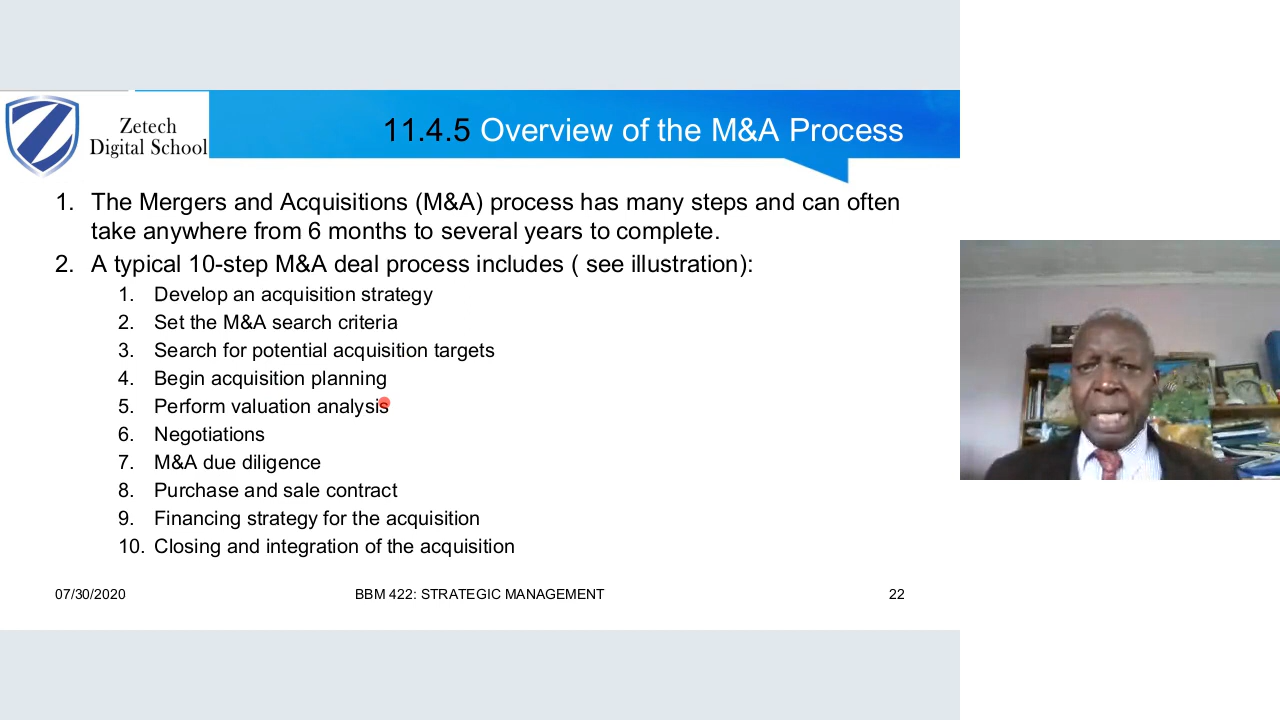 Zetech
Digital School
11.4.5 Overview of the M&A Process
1. The Mergers and Acquisitions (M&A) process has many steps and can often
take anywhere from 6 months to several years to complete.
2. A typical 10-step M&A deal process includes ( see illustration):
1. Develop an acquisition strategy
2. Set the M&A search criteria
3. Search for potential acquisition targets
4. Begin acquisition planning
5. Perform valuation analysis
6. Negotiations
7. M&A due diligence
8. Purchase and sale contract
9. Financing strategy for the acquisition
10. Closing and integration of the acquisition
07/30/2020 BBM 422: STRATEGIC MANAGEMENT 22